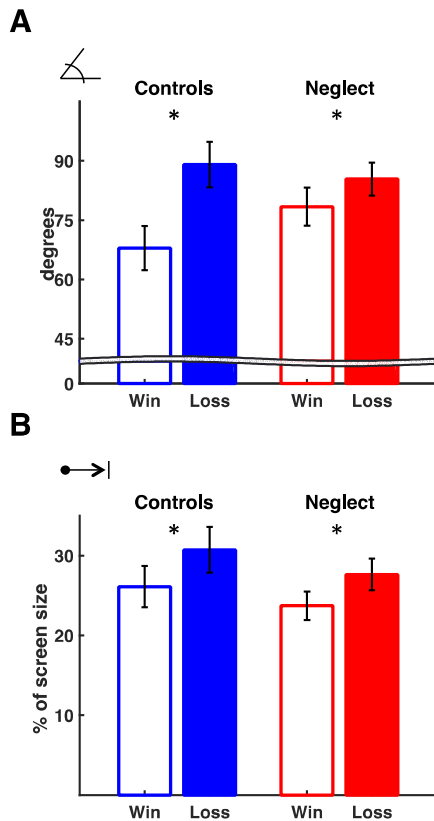 A
Controls Neglect
* *
90
75
60
45
0
degrees
Win Loss Win Loss
B
Controls Neglect
* *
30
20
10
% of screen size
Win Loss Win Loss